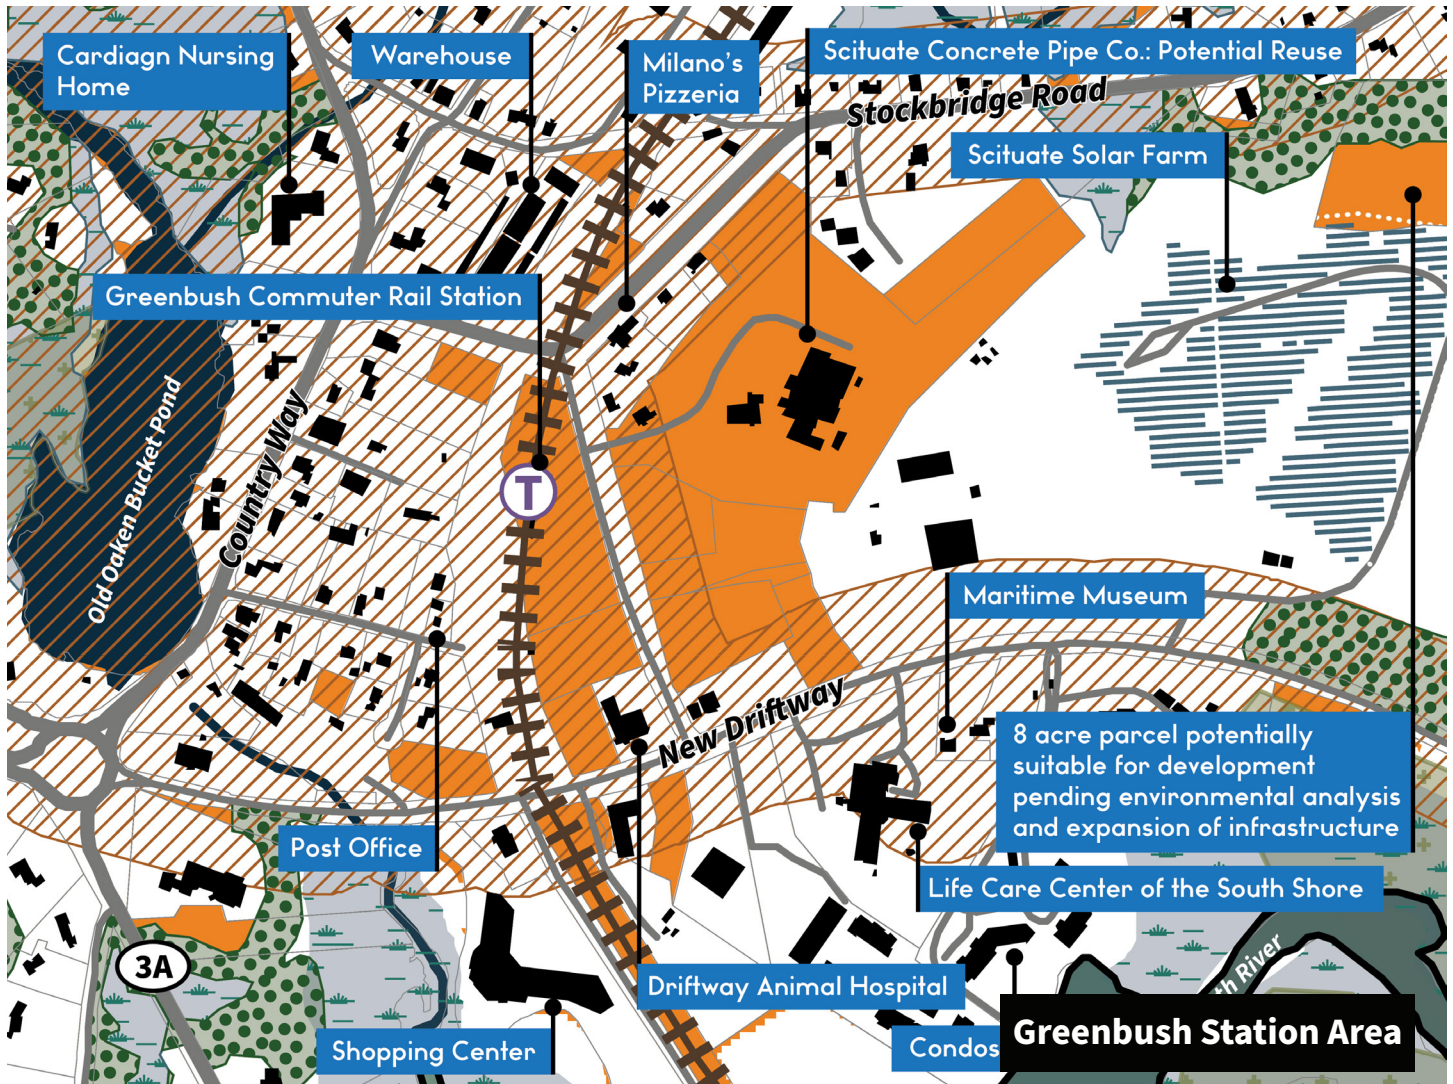 Cardiagn Nursing
Home
Warehouse
Milano's
Pizzeria
Scituate Concrete Pipe Co.: Potential Reuse
Stockbridge Road
Scituate Solar Farm
Greenbush Commuter Rail Station
Old Oaken Bucket Pond
Country Way
T
Maritime Museum
New Driftway
8 acre parcel potentially
suitable for development
pending environmental analysis
and expansion of infrastructure
Post Office
Life Care Center of the South Shore
3A
Driftway Animal Hospital
th River
Shopping Center
Condos
Greenbush Station Area